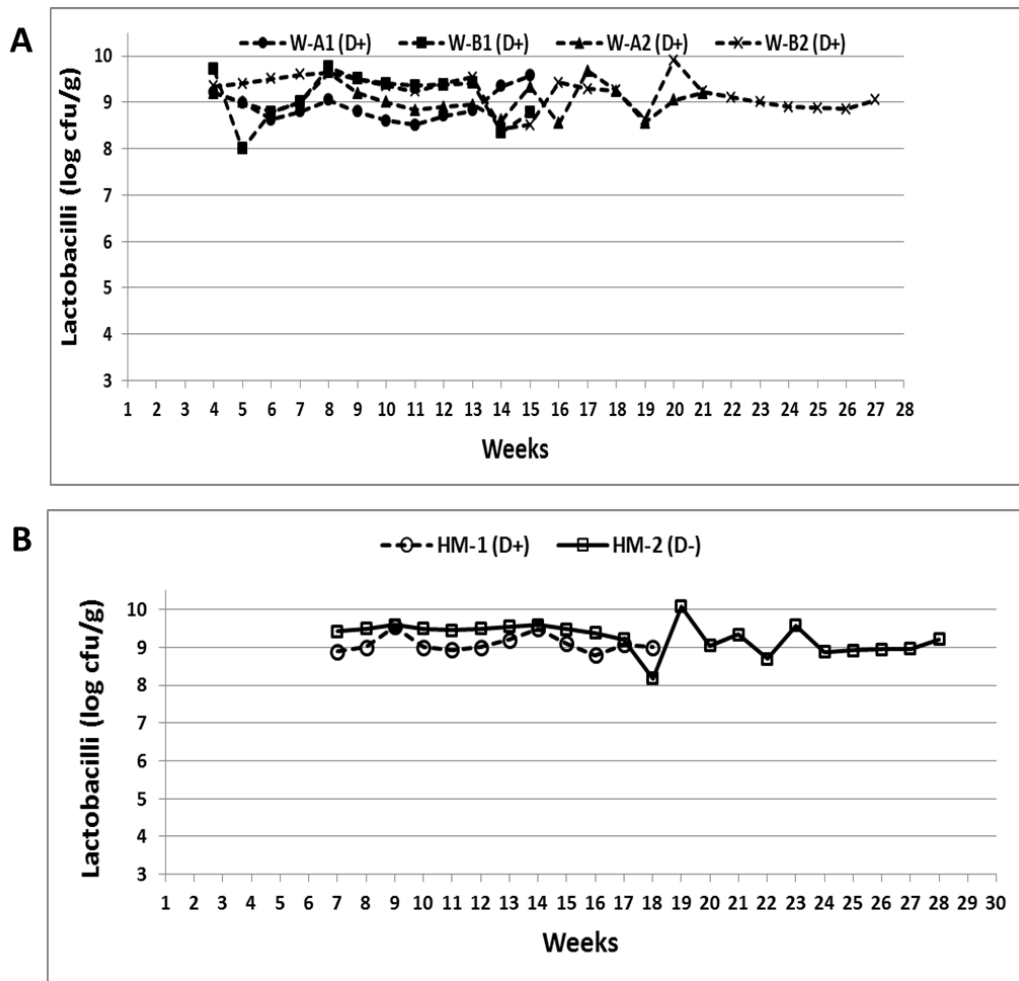 A
W-A1 (D+) W-B1 (D+) W-A2 (D+) W-B2 (D+)
Lactobacilli (log cfu/g)
10
9
8
7
6
5
4
3
1 2 3 4 5 6 7 8 9 10 11 12 13 14 15 16 17 18 19 20 21 22 23 24 25 26 27 28
Weeks
B
HM-1 (D+) HM-2 (D-)
Lactobacilli (log cfu/g)
10
9
8
7
6
5
4
3
1 2 3 4 5 6 7 8 9 10 11 12 13 14 15 16 17 18 19 20 21 22 23 24 25 26 27 28 29 30
Weeks